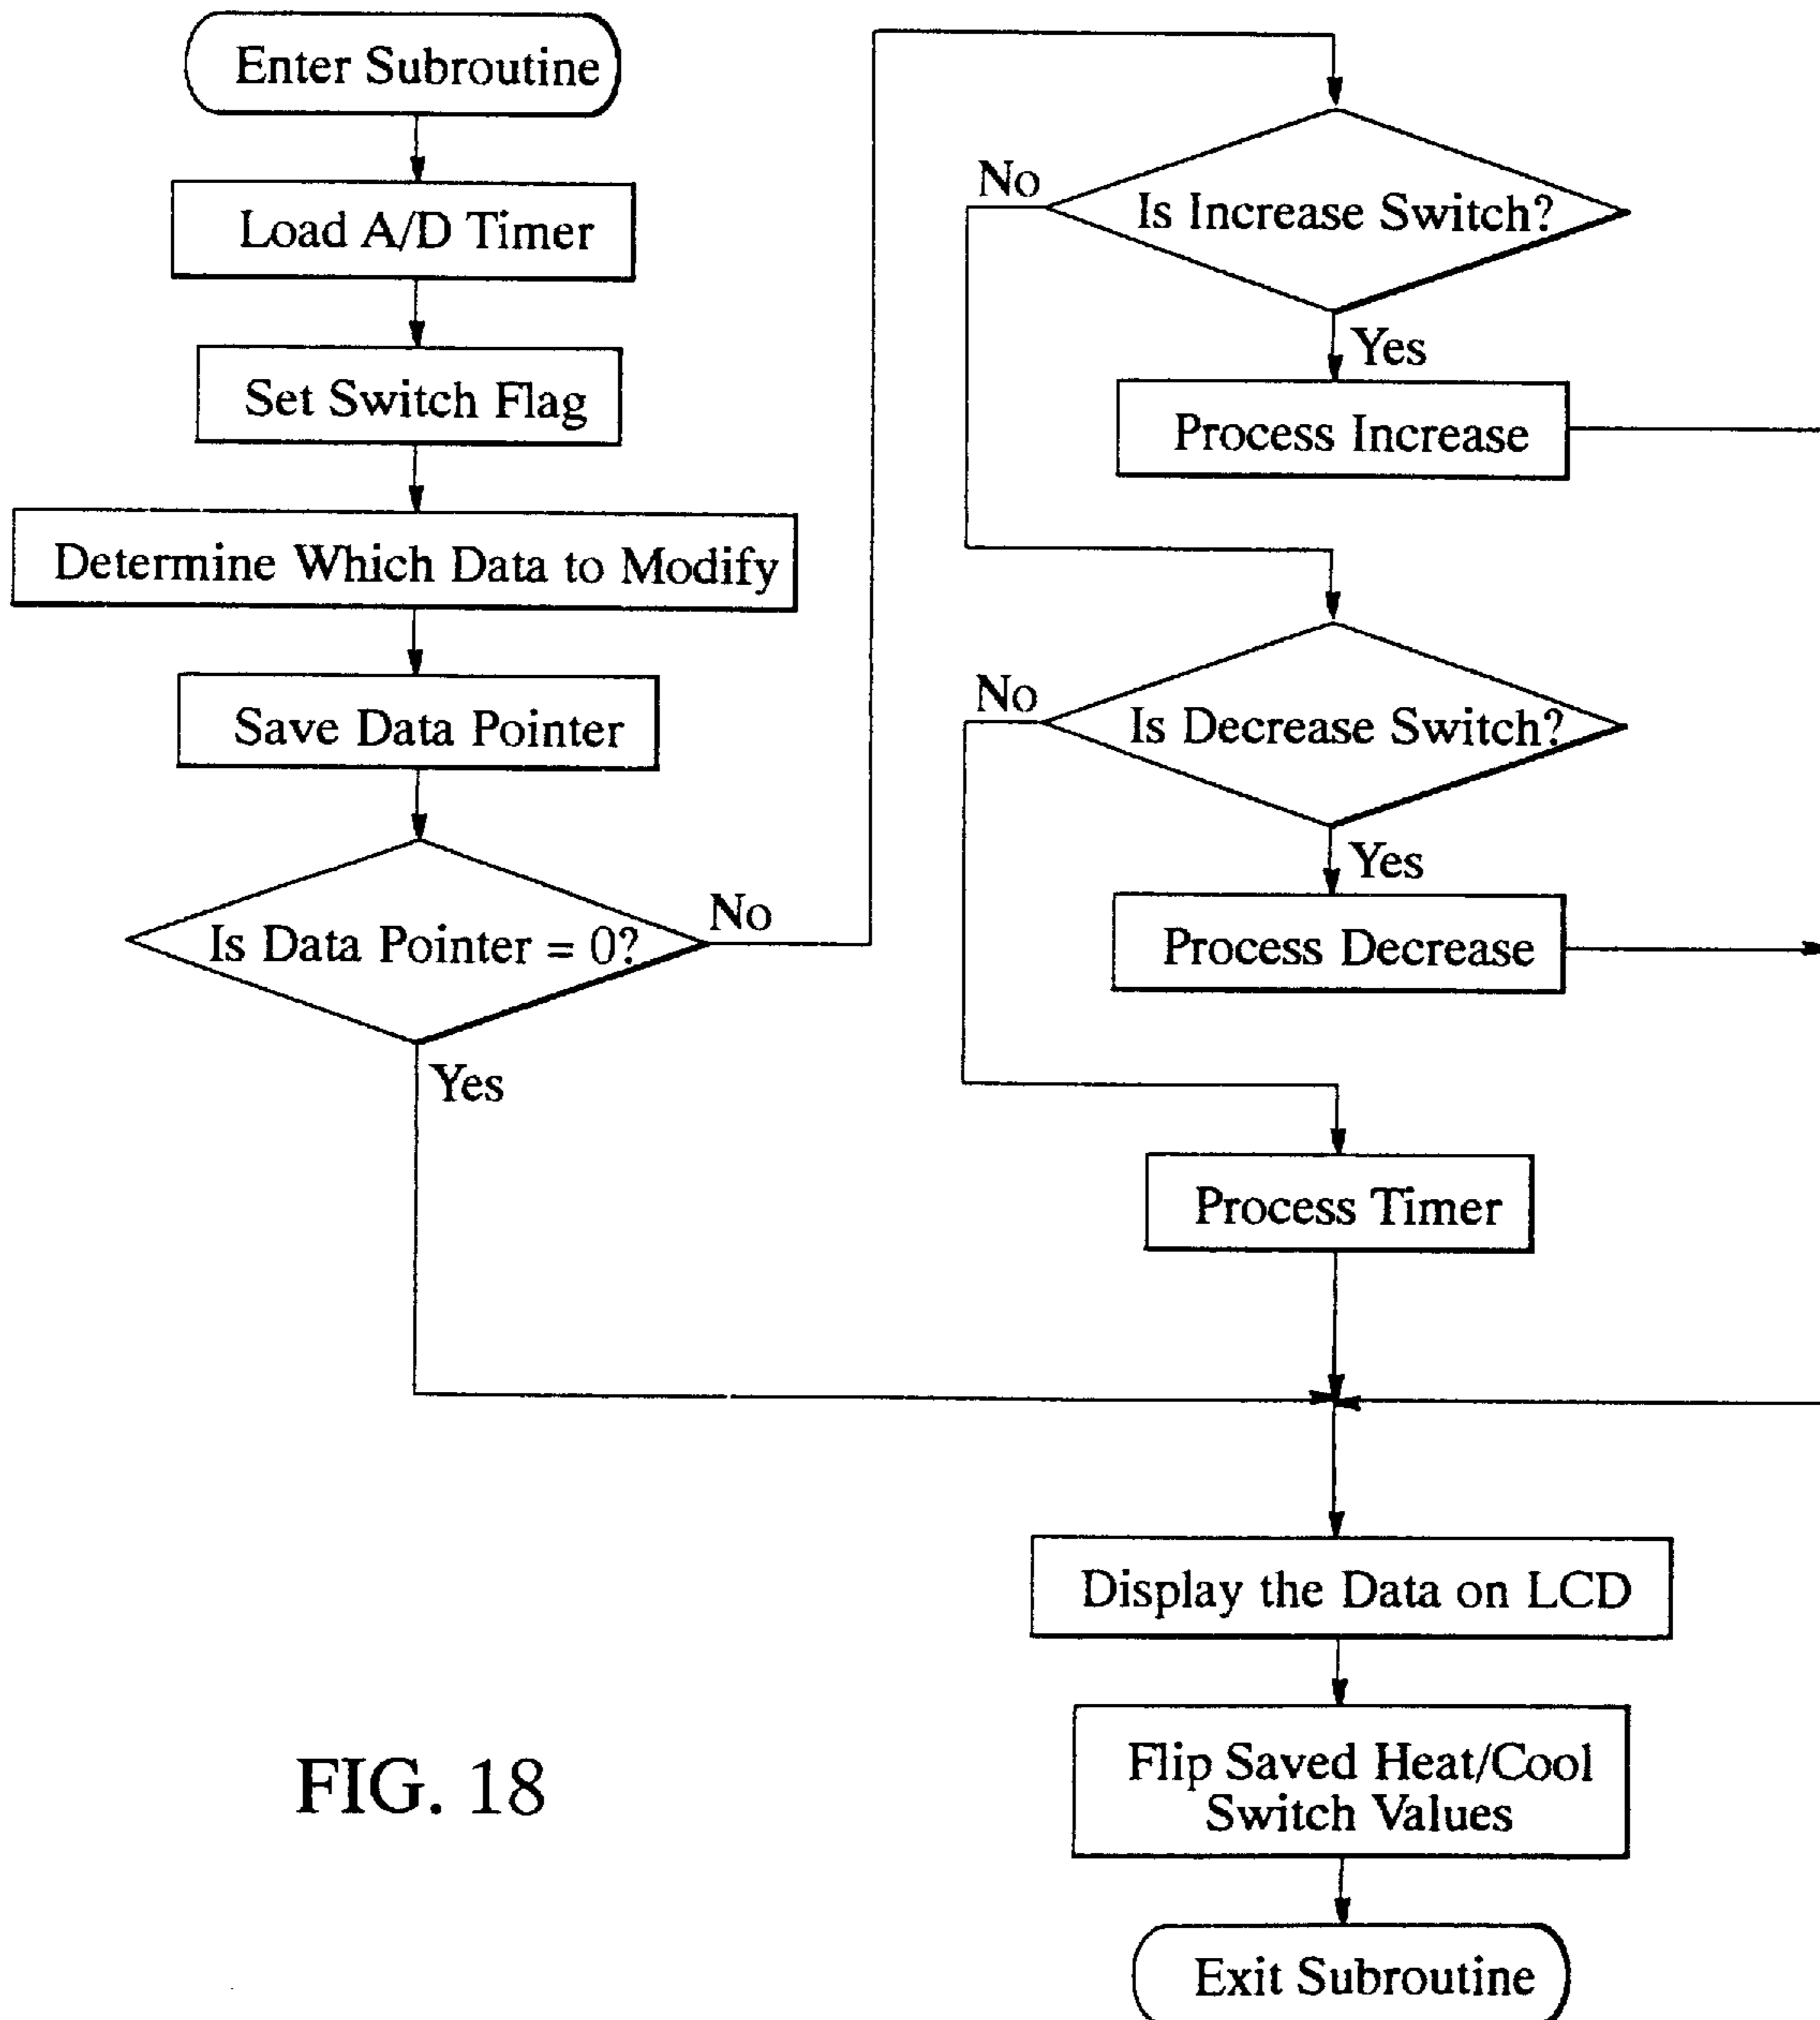 Enter Subroutine
Load A/D Timer
Set Switch Flag
Determine Which Data to Modify
Save Data Pointer
Is Data Pointer = 0?
No
Yes
Is Increase Switch?
No
Yes
Process Increase
Is Decrease Switch?
No
Yes
Process Decrease
Process Timer
Display the Data on LCD
Flip Saved Heat/Cool
Switch Values
Exit Subroutine
FIG. 18